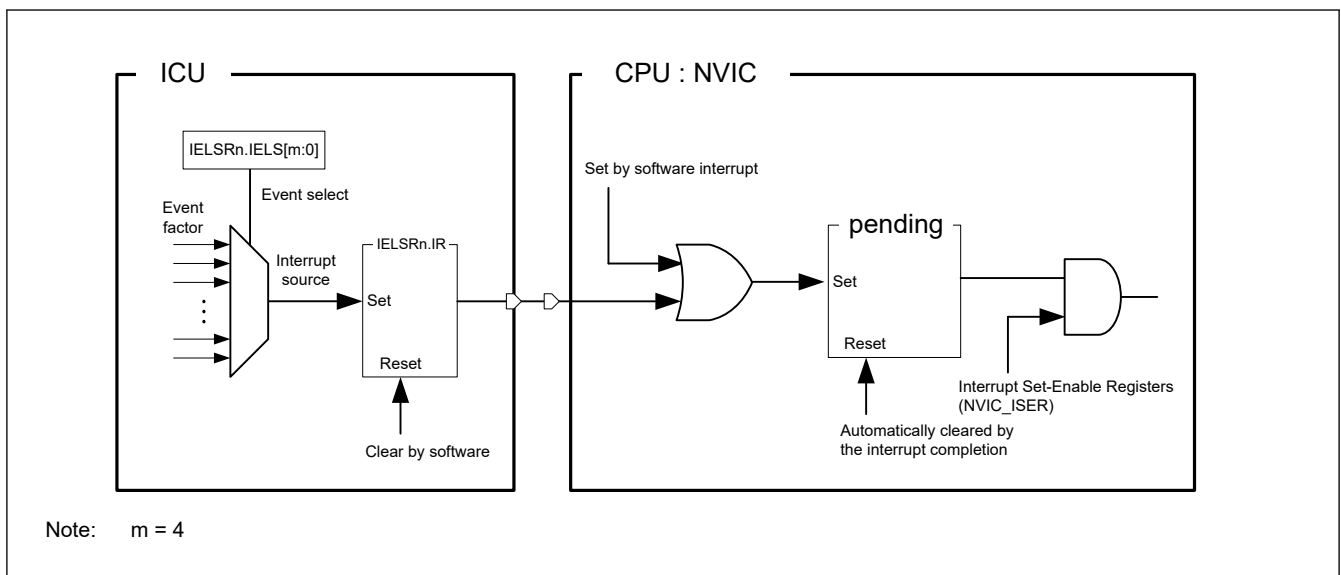 ICU
CPU : NVIC
IELSRn.IELS[m:0]
Event select
Event
factor
Interrupt
source
IELSRn.IR
Set
Reset
Clear by software
Set by software interrupt
pending
Set
Reset
Automatically cleared by
the interrupt completion
Interrupt Set-Enable Registers
(NVIC_ISER)
Note: m = 4